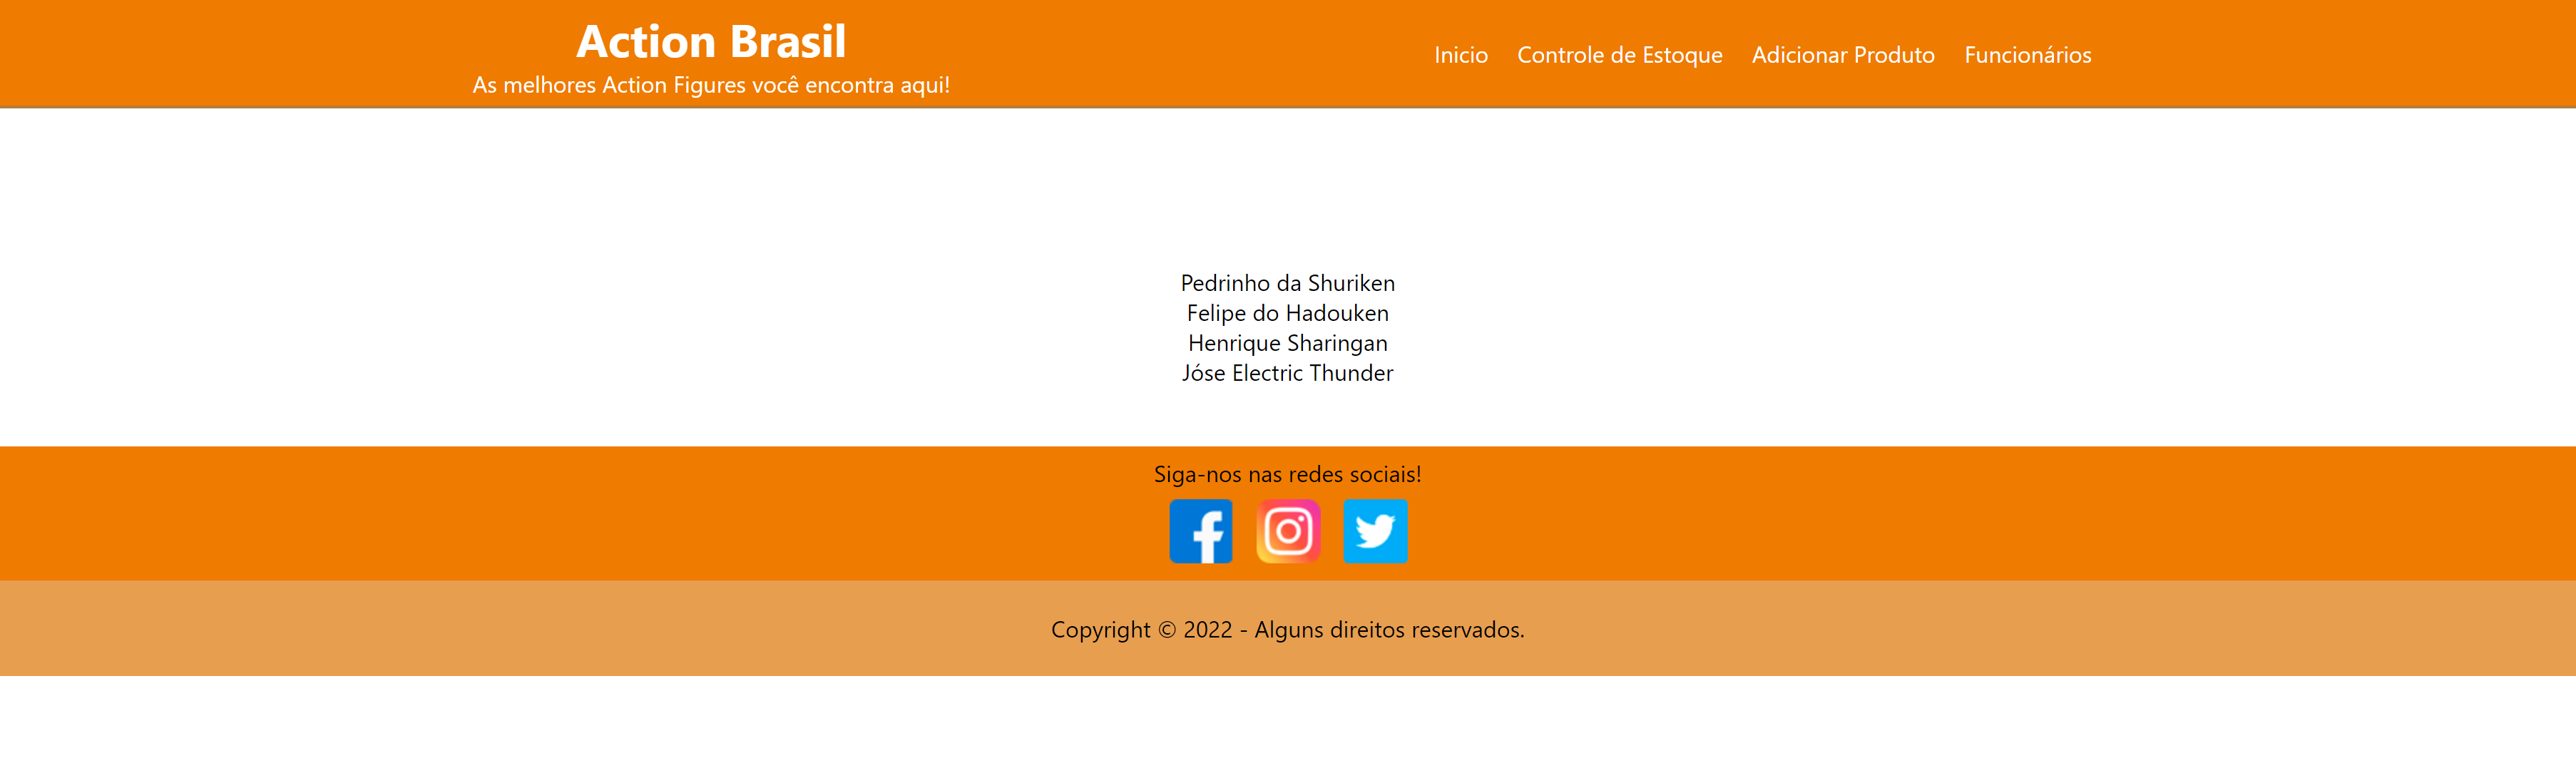 Action Brasil
As melhores Action Figures você encontra aqui!
Inicio Controle de Estoque Adicionar Produto Funcionários
Pedrinho da Shuriken
Felipe do Hadouken
Henrique Sharingan
Jóse Electric Thunder
Siga-nos nas redes sociais!
Copyright © 2022 - Alguns direitos reservados.